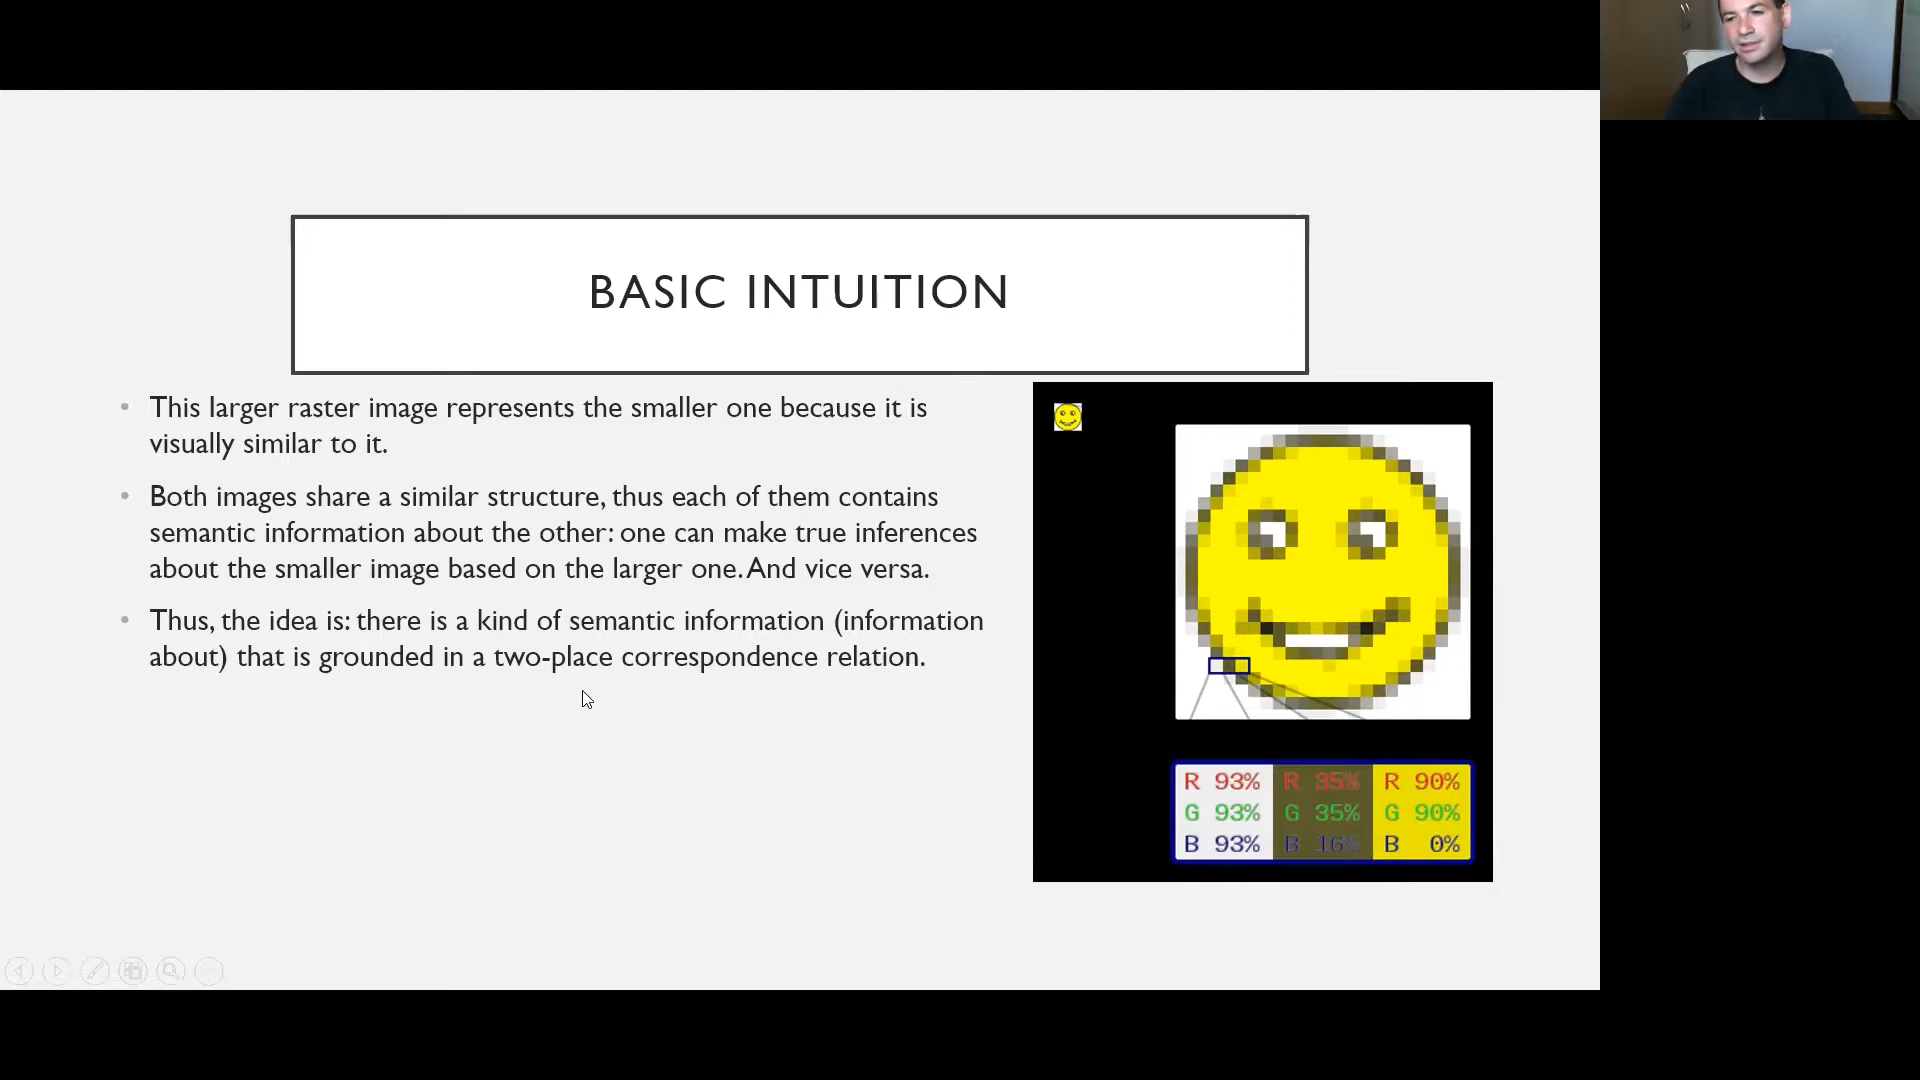 BASIC INTUITION
• This larger raster image represents the smaller one because it is
visually similar to it.
• Both images share a similar structure, thus each of them contains
semantic information about the other: one can make true inferences
about the smaller image based on the larger one. And vice versa.
• Thus, the idea is: there is a kind of semantic information (information
about) that is grounded in a two-place correspondence relation.
R 93% R 35% R 90%
G 93% G 35% G 90%
B 93% B 16% B 0%